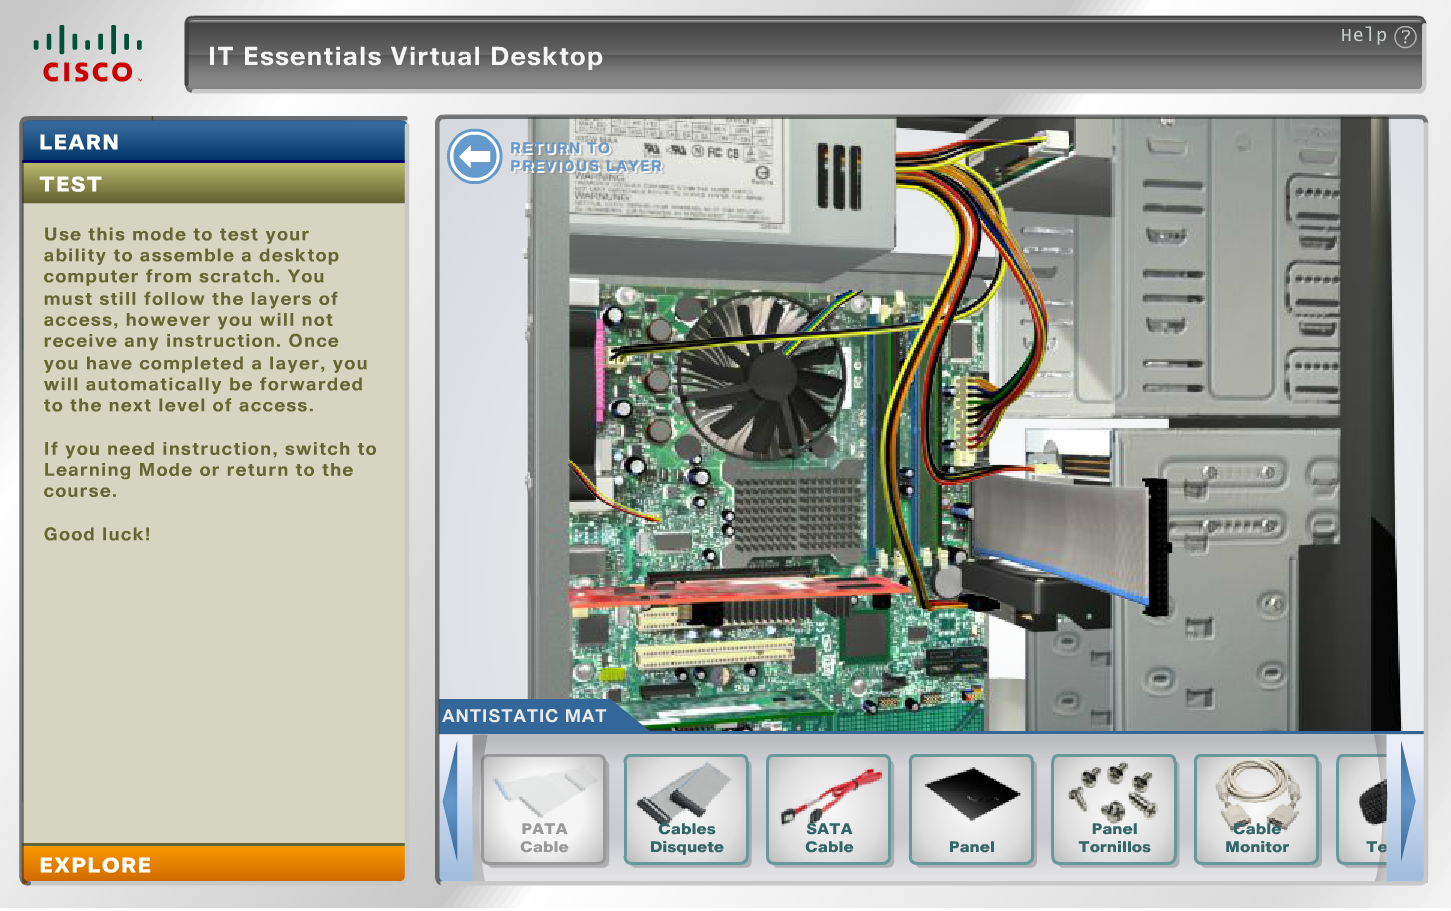 CISCO
IT Essentials Virtual Desktop
Help ?
LEARN
TEST
Use this mode to test your
ability to assemble a desktop
computer from scratch. You
must still follow the layers of
access, however you will not
receive any instruction. Once
you have completed a layer, you
will automatically be forwarded
to the next level of access.
If you need instruction, switch to
Learning Mode or return to the
course.
Good luck!
EXPLORE
RETURN TO
PREVIOUS LAYER
WARNING
WARNUNG
ANTISTATIC MAT
PATA
Cable
Cables
Disquete
SATA
Cable
Panel
Panel
Tornillos
Cable
Monitor
Te